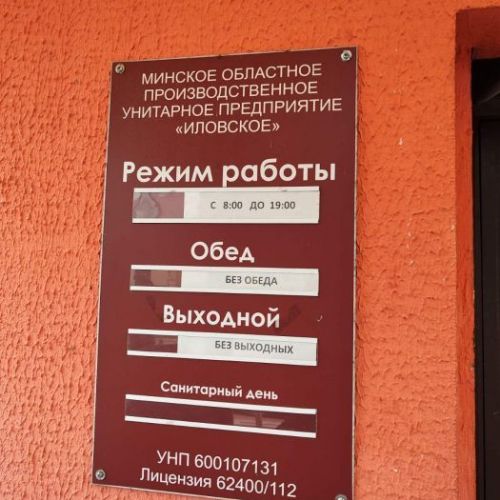 МИНСКОЕ ОБЛАСТНОЕ
ПРОИЗВОДСТВЕННОЕ
УНИТАРНОЕ ПРЕДПРИЯТИЕ
«ИЛОВСКОЕ»
Режим работы
С 8:00 ДО 19:00
Обед
БЕЗ ОБЕДА
Выходной
БЕЗ ВЫХОДНЫХ
Санитарный день
УНП 600107131
Лицензия 62400/112